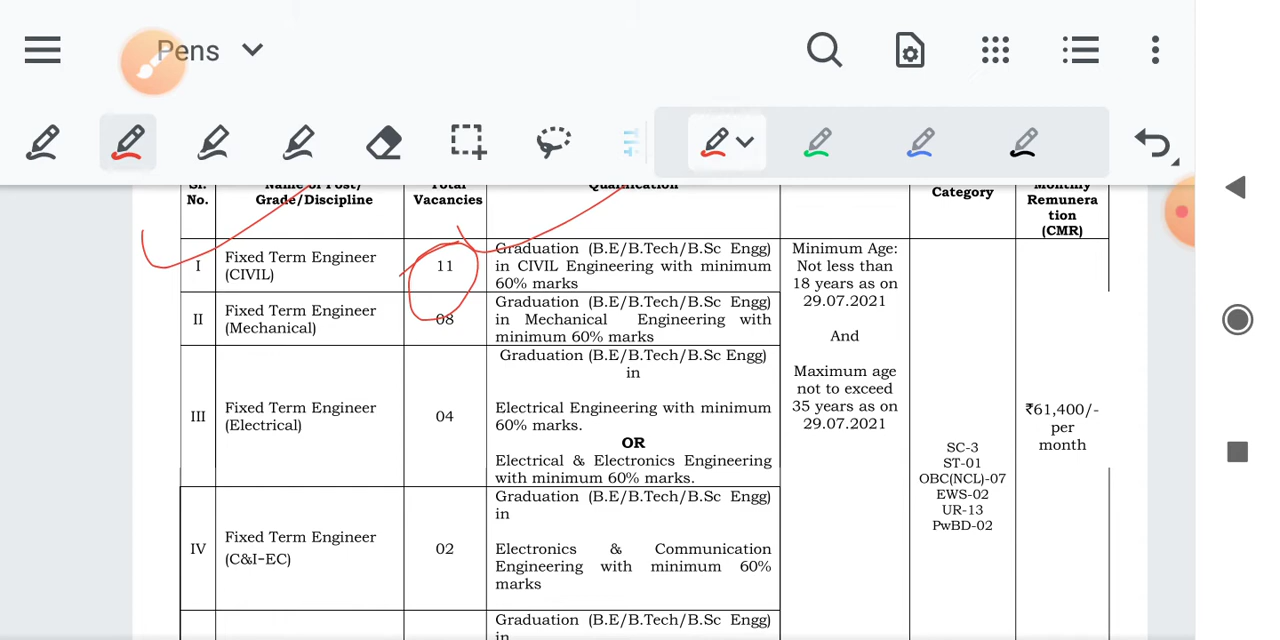 Pens
Sr. No.
Name of Post/ Grade/Discipline
Total Vacancies
Qualification
Category
Monthly Remunera tion (CMR)
I
Fixed Term Engineer
(CIVIL)
11
Graduation (B.E/B.Tech/B.Sc Engg)
in CIVIL Engineering with minimum
60% marks
Minimum Age:
Not less than
18 years as on
29.07.2021
And
Maximum age
not to exceed
35 years as on
29.07.2021
SC-3
ST-01
OBC(NCL)-07
EWS-02
UR-13
PwBD-02
₹61,400/-
per
month
II
Fixed Term Engineer
(Mechanical)
08
Graduation (B.E/B.Tech/B.Sc Engg)
in Mechanical Engineering with
minimum 60% marks
III
Fixed Term Engineer
(Electrical)
04
Graduation (B.E/B.Tech/B.Sc Engg)
in
Electrical Engineering with minimum
60% marks.
OR
Electrical & Electronics Engineering
with minimum 60% marks.
IV
Fixed Term Engineer
(C&I-EC)
02
Graduation (B.E/B.Tech/B.Sc Engg)
in
Electronics & Communication
Engineering with minimum 60%
marks
Graduation (B.E/B.Tech/B.Sc Engg)
in